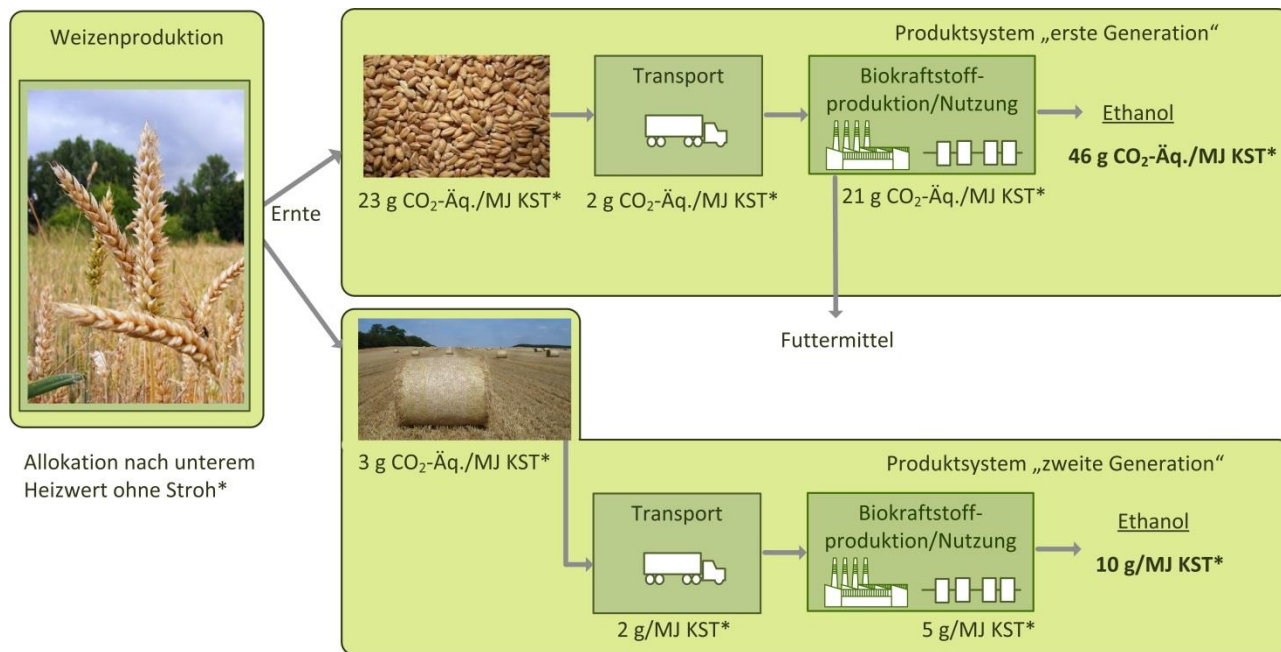 Weizenproduktion
Ernte
Allokation nach unterem
Heizwert ohne Stroh*
Produktsystem „erste Generation“
23 g CO₂-Äq./MJ KST*
Transport
2 g CO₂-Äq./MJ KST*
Biokraftstoff-
produktion/Nutzung
21 g CO₂-Äq./MJ KST*
Ethanol
46 g CO₂-Äq./MJ KST*
Futtermittel
3 g CO₂-Äq./MJ KST*
Produktsystem „zweite Generation“
Transport
2 g/MJ KST*
Biokraftstoff-
produktion/Nutzung
5 g/MJ KST*
Ethanol
10 g/MJ KST*